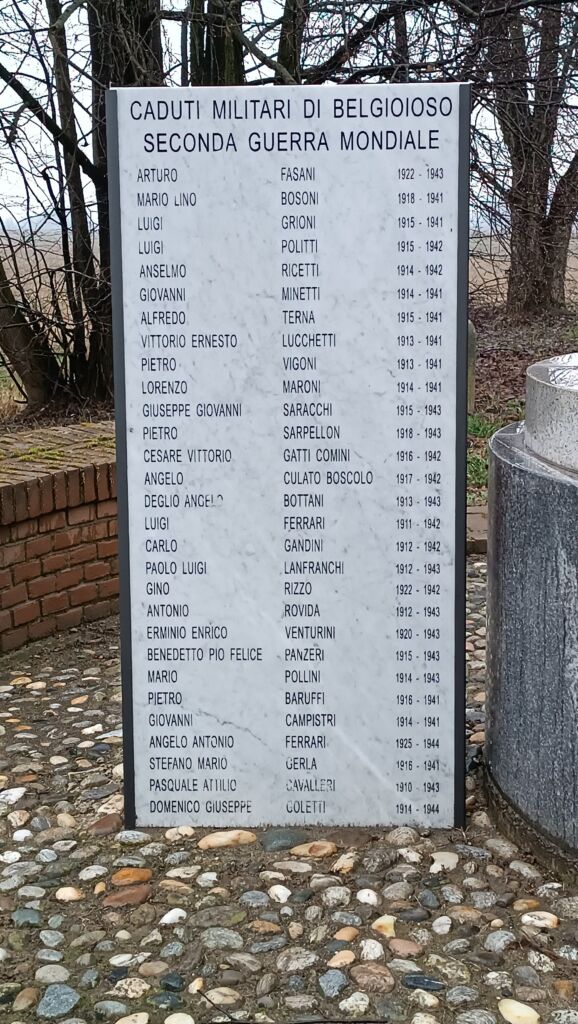 CADUTI MILITARI DI BELGIOIOSO
SECONDA GUERRA MONDIALE
ARTURO FASANI 1922 - 1943
MARIO LINO BOSONI 1918 - 1941
LUIGI GRIONI 1915 - 1941
LUIGI POLITTI 1915 - 1942
ANSELMO RICETTI 1914 - 1942
GIOVANNI MINETTI 1914 - 1941
ALFREDO TERNA 1915 - 1941
VITTORIO ERNESTO LUCCHETTI 1913 - 1941
PIETRO VIGONI 1913 - 1941
LORENZO MARONI 1914 - 1941
GIUSEPPE GIOVANNI SARACCHI 1915 - 1943
PIETRO SARPELLON 1918 - 1943
CESARE VITTORIO GATTI COMINI 1916 - 1942
ANGELO CULATO BOSCOLO 1917 - 1942
DEGLIO ANGELO BOTTANI 1913 - 1943
LUIGI FERRARI 1911 - 1942
CARLO GANDINI 1912 - 1942
PAOLO LUIGI LANFRANCHI 1912 - 1943
GINO RIZZO 1922 - 1942
ANTONIO ROVIDA 1912 - 1943
ERMINIO ENRICO VENTURINI 1920 - 1943
BENEDETTO PIO FELICE PANZERI 1915 - 1943
MARIO POLLINI 1914 - 1943
PIETRO BARUFFI 1916 - 1941
GIOVANNI CAMPISTRI 1914 - 1941
ANGELO ANTONIO FERRARI 1925 - 1944
STEFANO MARIO GERLA 1916 - 1941
PASQUALE ATTILIO CAVALLERI 1910 - 1943
DOMENICO GIUSEPPE COLETTI 1914 - 1944